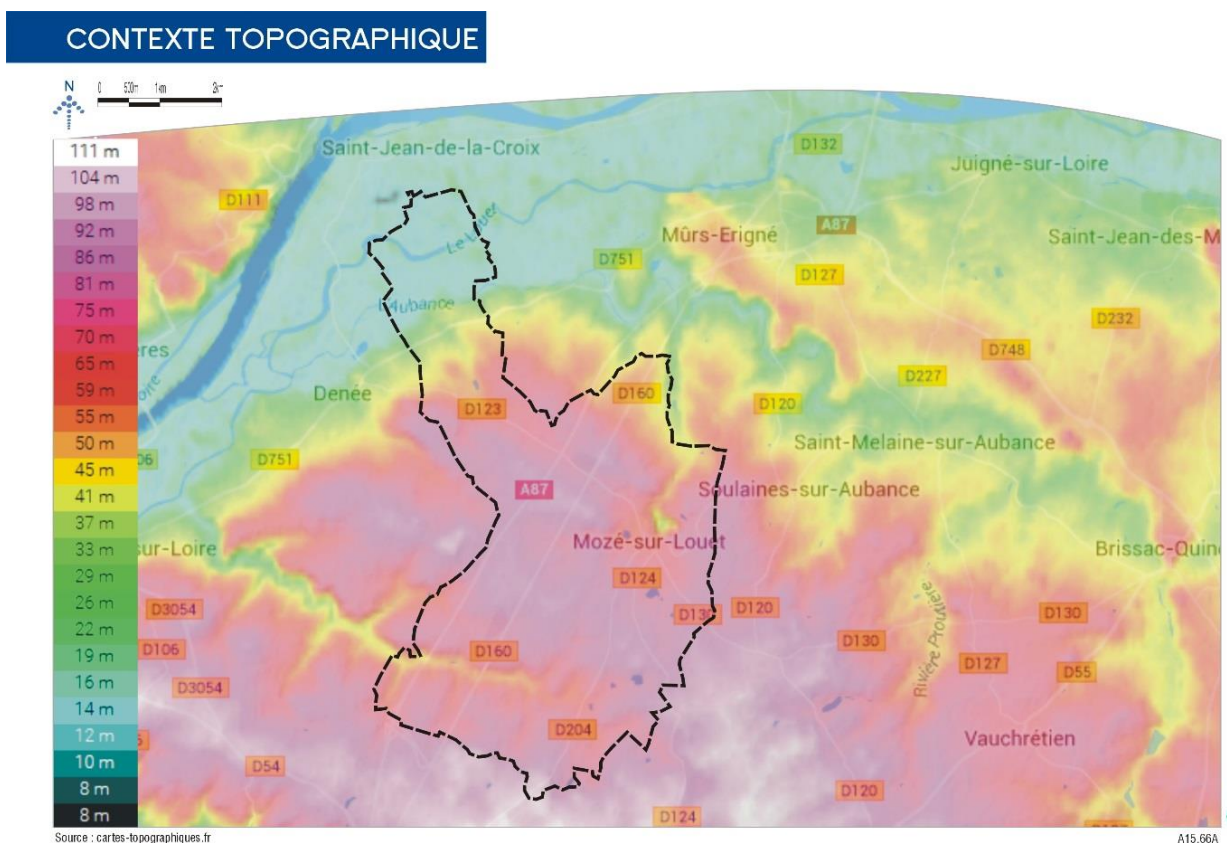 CONTEXTE TOPOGRAPHIQUE
N
0 500m 1km 2km
111 m
104 m
98 m
92 m
86 m
81 m
75 m
70 m
65 m
59 m
55 m
50 m
45 m
41 m
37 m
33 m
29 m
26 m
22 m
19 m
16 m
14 m
12 m
10 m
8 m
8 m
Saint-Jean-de-la-Croix
D132
Juigné-sur-Loire
D111
Le Louet
Mûrs-Erigné
A87
Saint-Jean-des-M
D751
D127
l'Aubance
D232
ères
oire
D748
D227
Denée
D160
D123
D120
Saint-Melaine-sur-Aubance
06
D751
A87
Soulaines-sur-Aubance
Mozé-sur-Louet
sur-Loire
Brissac-Quin
D124
D3054
D130
D120
D130
Rivière Prouttière
D130
D106
D160
D127
D55
D3054
D204
Vauchrétien
D54
D120
D124
Source : cartes-topographiques.fr
A15.66A